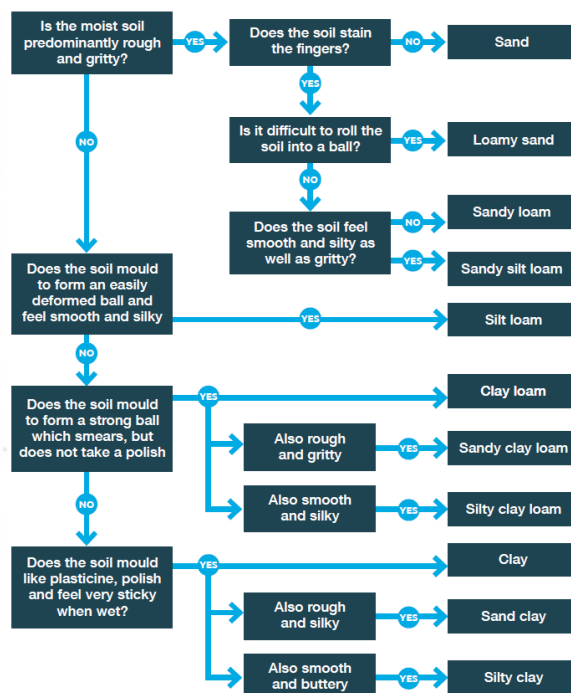 Is the moist soil
predominantly rough
and gritty?
YES
Does the soil stain
the fingers?
NO
Sand
YES
Is it difficult to roll the
soil into a ball?
YES
Loamy sand
NO
NO
Does the soil feel
smooth and silty as
well as gritty?
NO
Sandy loam
YES
Sandy silt loam
Does the soil mould
to form an easily
deformed ball and
feel smooth and silky
YES
Silt loam
NO
Does the soil mould
to form a strong ball
which smears, but
does not take a polish
YES
Clay loam
Also rough
and gritty
YES
Sandy clay loam
Also smooth
and silky
YES
Silty clay loam
NO
Does the soil mould
like plasticine, polish
and feel very sticky
when wet?
YES
Clay
Also rough
and silky
YES
Sand clay
Also smooth
and buttery
YES
Silty clay